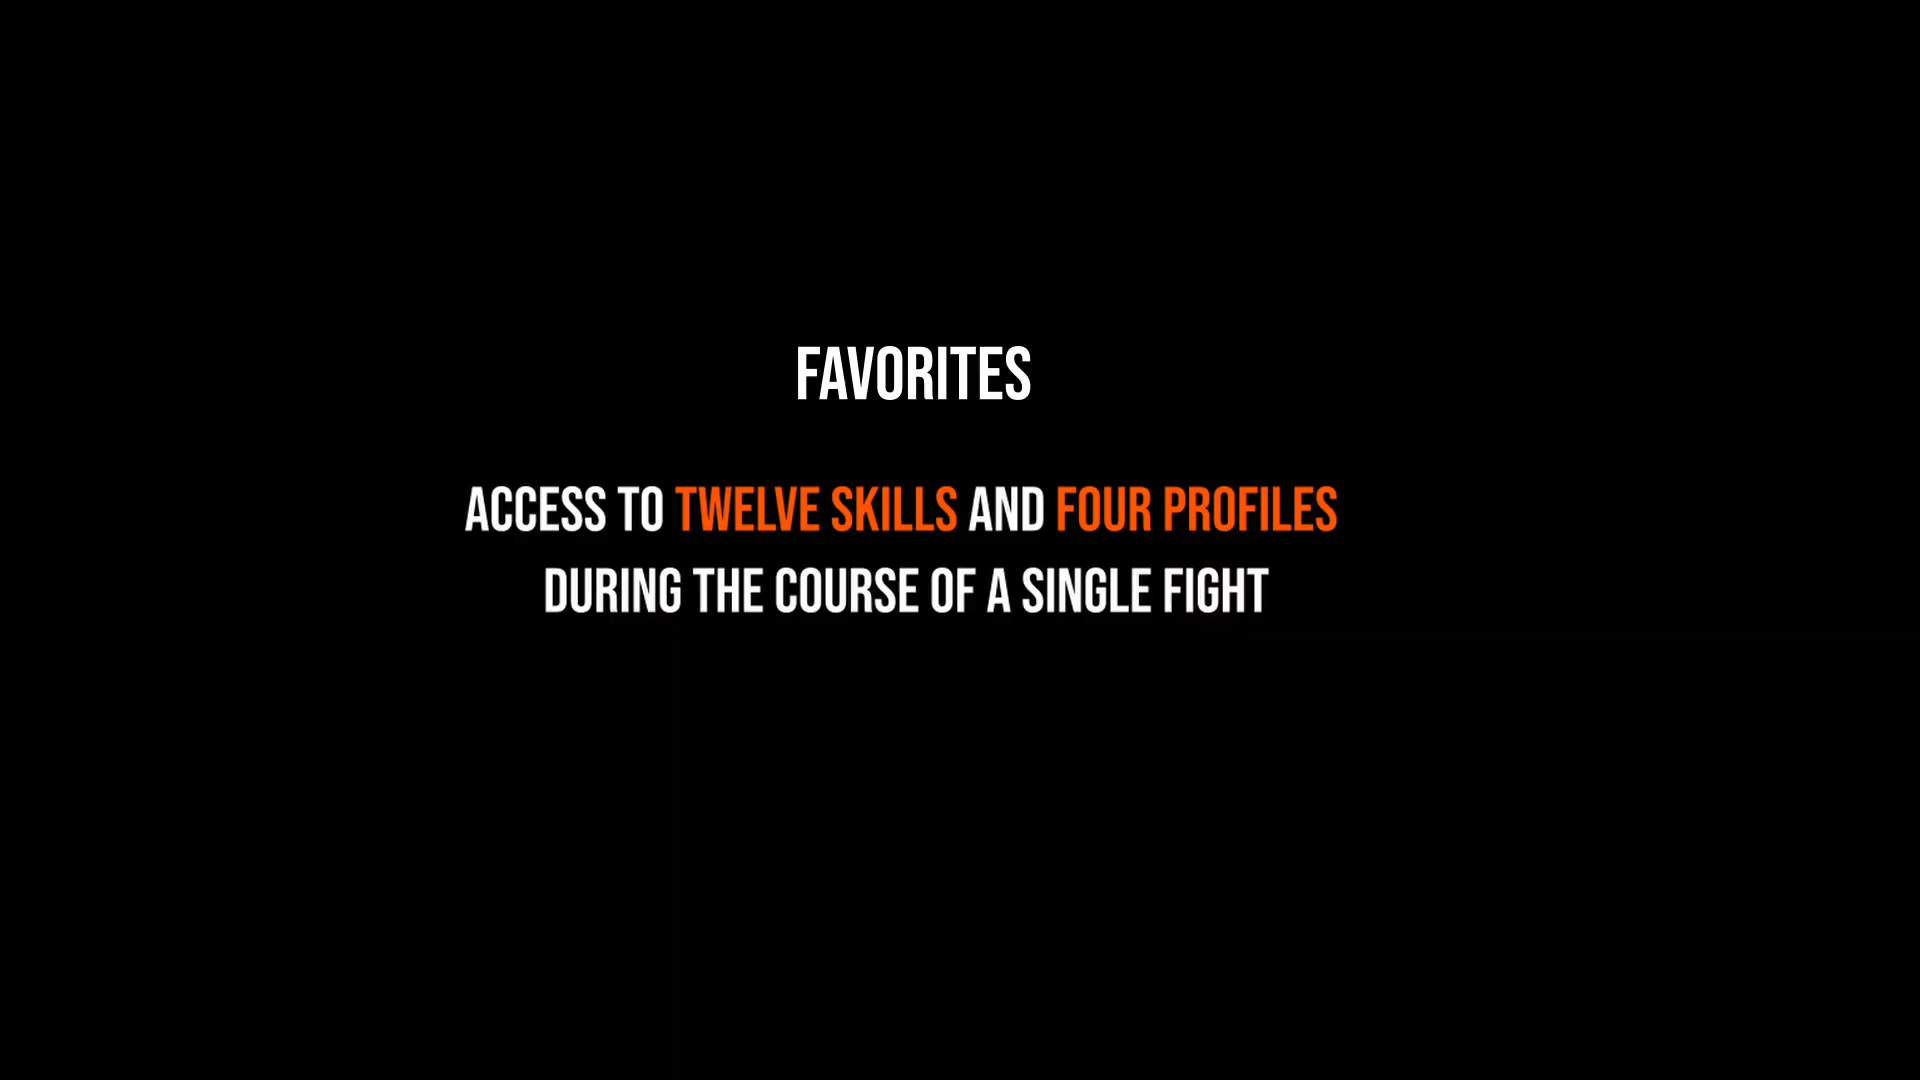 FAVORITES
ACCESS TO TWELVE SKILLS AND FOUR PROFILES
DURING THE COURSE OF A SINGLE FIGHT